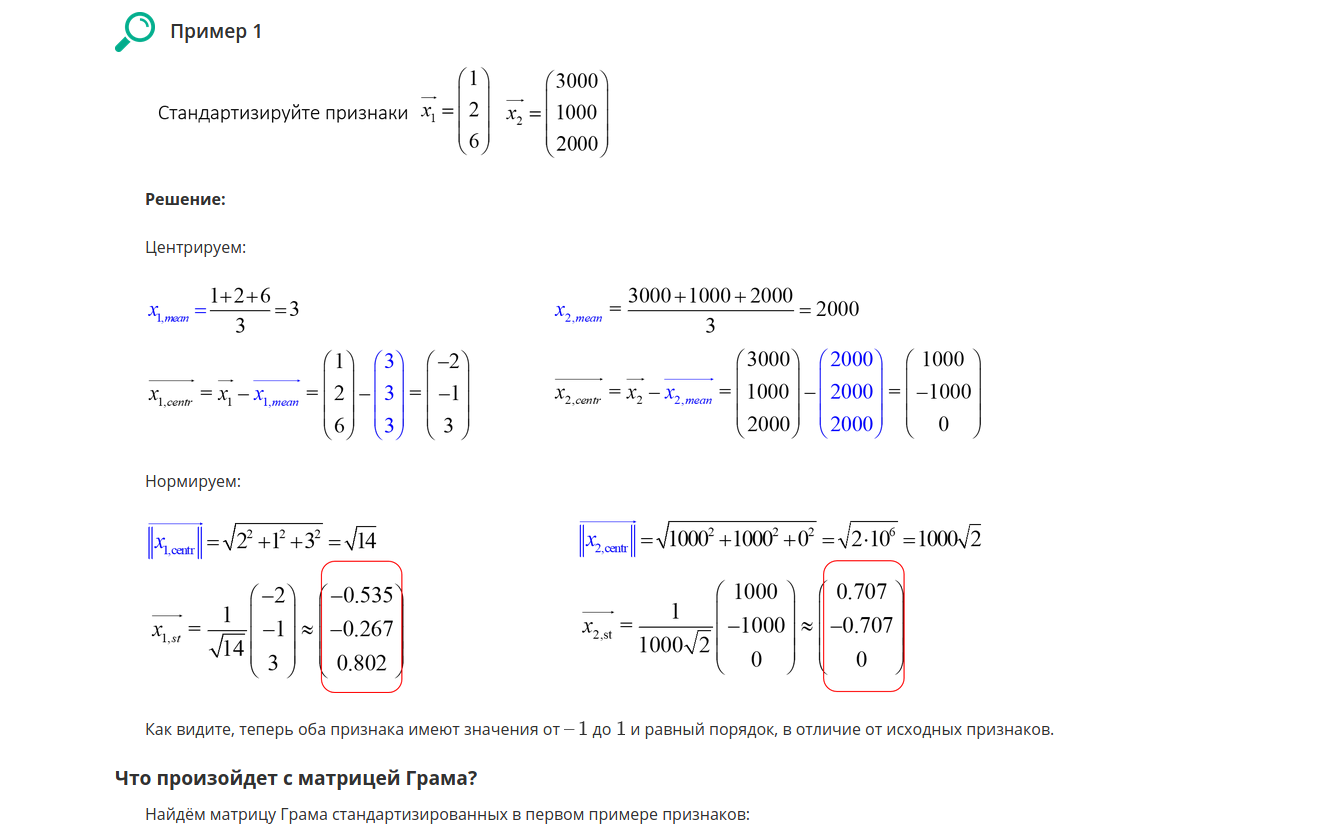 Пример 1
Стандартизируйте признаки $\overrightarrow{x_1} = \begin{pmatrix} 1 \\ 2 \\ 6 \end{pmatrix}$ $\overrightarrow{x_2} = \begin{pmatrix} 3000 \\ 1000 \\ 2000 \end{pmatrix}$
Решение:
Центрируем:
$x_{1,mean} = \frac{1+2+6}{3} = 3$ $x_{2,mean} = \frac{3000+1000+2000}{3} = 2000$
$\overrightarrow{x_{1,centr}} = \overrightarrow{x_1} - \overrightarrow{x_{1,mean}} = \begin{pmatrix} 1 \\ 2 \\ 6 \end{pmatrix} - \begin{pmatrix} 3 \\ 3 \\ 3 \end{pmatrix} = \begin{pmatrix} -2 \\ -1 \\ 3 \end{pmatrix}$ $\overrightarrow{x_{2,centr}} = \overrightarrow{x_2} - \overrightarrow{x_{2,mean}} = \begin{pmatrix} 3000 \\ 1000 \\ 2000 \end{pmatrix} - \begin{pmatrix} 2000 \\ 2000 \\ 2000 \end{pmatrix} = \begin{pmatrix} 1000 \\ -1000 \\ 0 \end{pmatrix}$
Нормируем:
$\left\|\overrightarrow{x_{1,centr}}\right\| = \sqrt{2^2+1^2+3^2} = \sqrt{14}$ $\left\|\overrightarrow{x_{2,centr}}\right\| = \sqrt{1000^2+1000^2+0^2} = \sqrt{2 \cdot 10^6} = 1000\sqrt{2}$
$\overrightarrow{x_{1,st}} = \frac{1}{\sqrt{14}} \begin{pmatrix} -2 \\ -1 \\ 3 \end{pmatrix} \approx \begin{pmatrix} -0.535 \\ -0.267 \\ 0.802 \end{pmatrix}$ $\overrightarrow{x_{2,st}} = \frac{1}{1000\sqrt{2}} \begin{pmatrix} 1000 \\ -1000 \\ 0 \end{pmatrix} \approx \begin{pmatrix} 0.707 \\ -0.707 \\ 0 \end{pmatrix}$
Как видите, теперь оба признака имеют значения от −1 до 1 и равный порядок, в отличие от исходных признаков.
Что произойдет с матрицей Грама?
Найдём матрицу Грама стандартизированных в первом примере признаков: